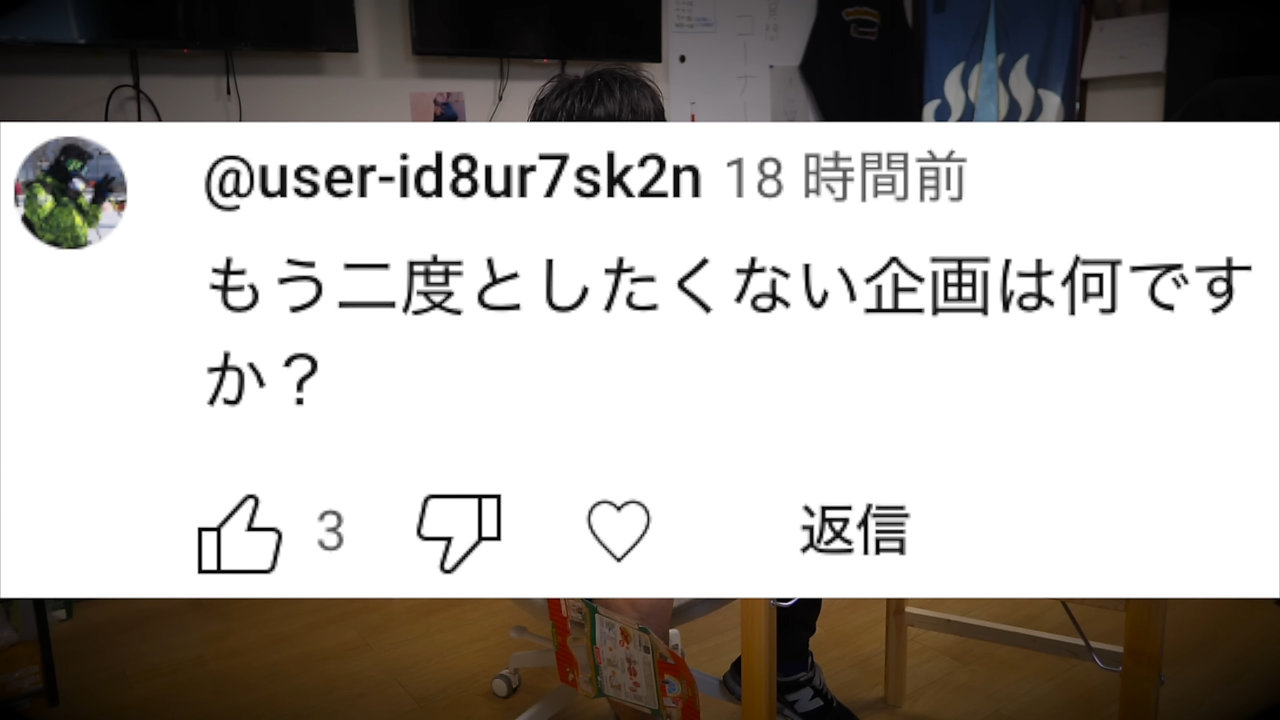 @user-id8ur7sk2n 18 時間前
もう二度としたくない企画は何です
か？
3
返信